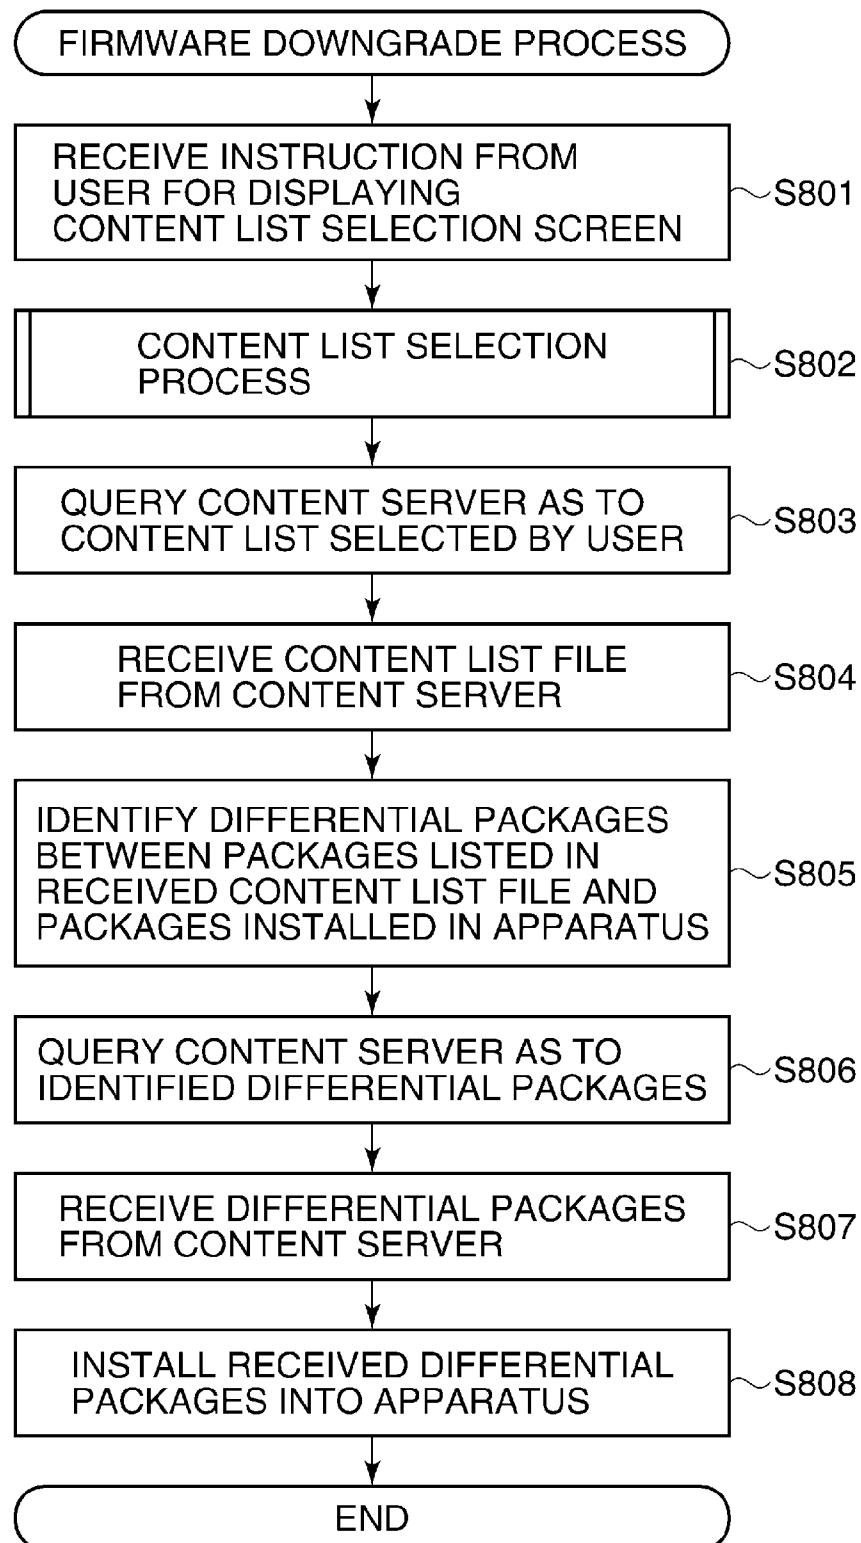 FIRMWARE DOWNGRADE PROCESS
RECEIVE INSTRUCTION FROM
USER FOR DISPLAYING
CONTENT LIST SELECTION SCREEN
S801
CONTENT LIST SELECTION
PROCESS
S802
QUERY CONTENT SERVER AS TO
CONTENT LIST SELECTED BY USER
S803
RECEIVE CONTENT LIST FILE
FROM CONTENT SERVER
S804
IDENTIFY DIFFERENTIAL PACKAGES
BETWEEN PACKAGES LISTED IN
RECEIVED CONTENT LIST FILE AND
PACKAGES INSTALLED IN APPARATUS
S805
QUERY CONTENT SERVER AS TO
IDENTIFIED DIFFERENTIAL PACKAGES
S806
RECEIVE DIFFERENTIAL PACKAGES
FROM CONTENT SERVER
S807
INSTALL RECEIVED DIFFERENTIAL
PACKAGES INTO APPARATUS
S808
END